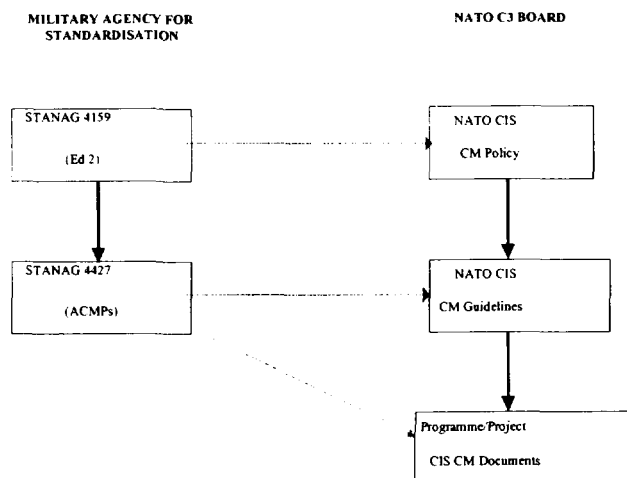 MILITARY AGENCY FOR
STANDARDISATION
NATO C3 BOARD
STANAG 4159
(Ed 2)
NATO CIS
CM Policy
STANAG 4427
(ACMPs)
NATO CIS
CM Guidelines
Programme/Project
CIS CM Documents